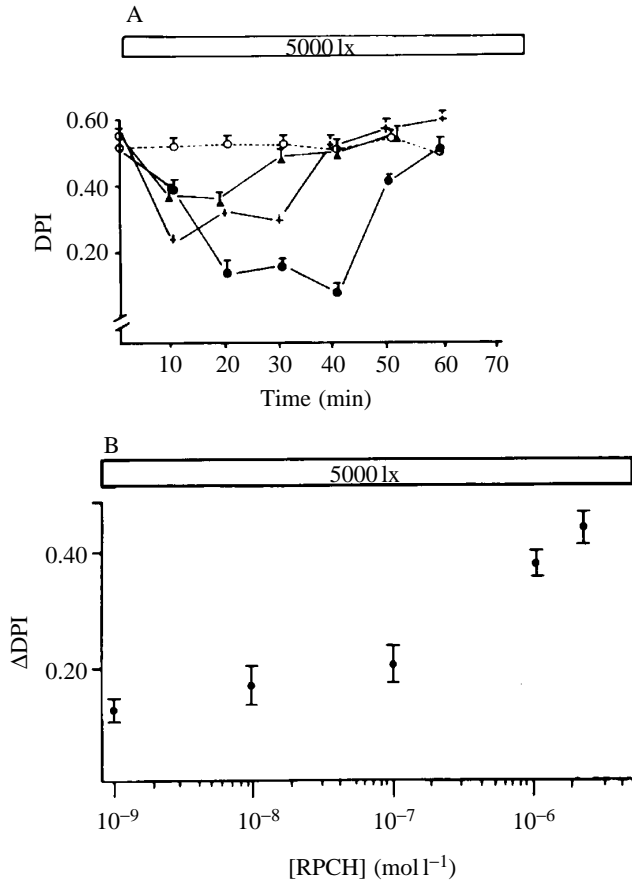 A
5000 lx
0.60
0.40
0.20
DPI
10 20 30 40 50 60 70
Time (min)
B
5000 lx
0.40
0.20
ΔDPI
10⁻⁹ 10⁻⁸ 10⁻⁷ 10⁻⁶
[RPCH] (mol l⁻¹)